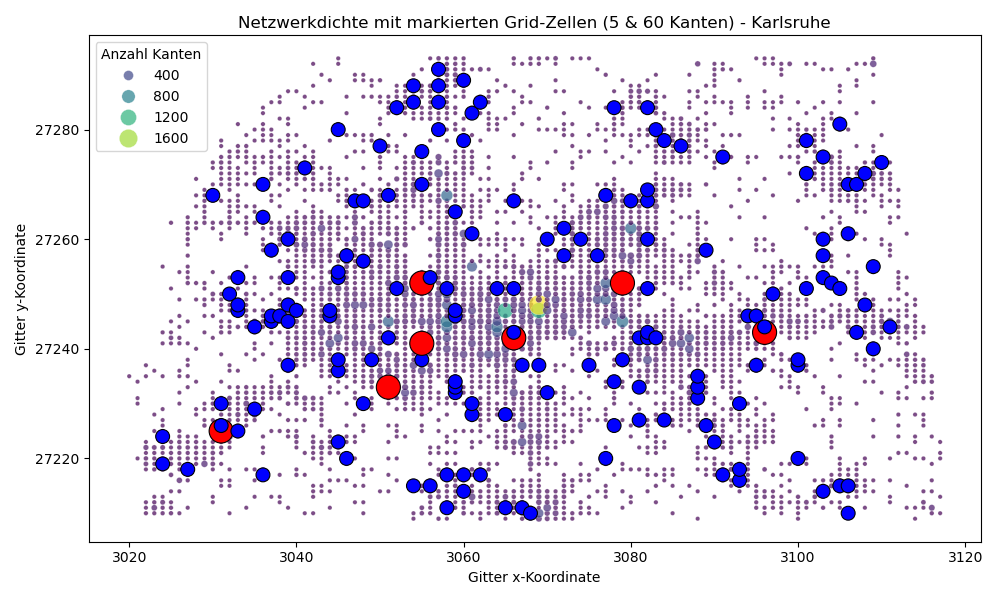 Netzwerkdichte mit markierten Grid-Zellen (5 & 60 Kanten) - Karlsruhe
Anzahl Kanten
400
800
1200
1600
27280
27260
27240
27220
Gitter y-Koordinate
3020 3040 3060 3080 3100 3120
Gitter x-Koordinate